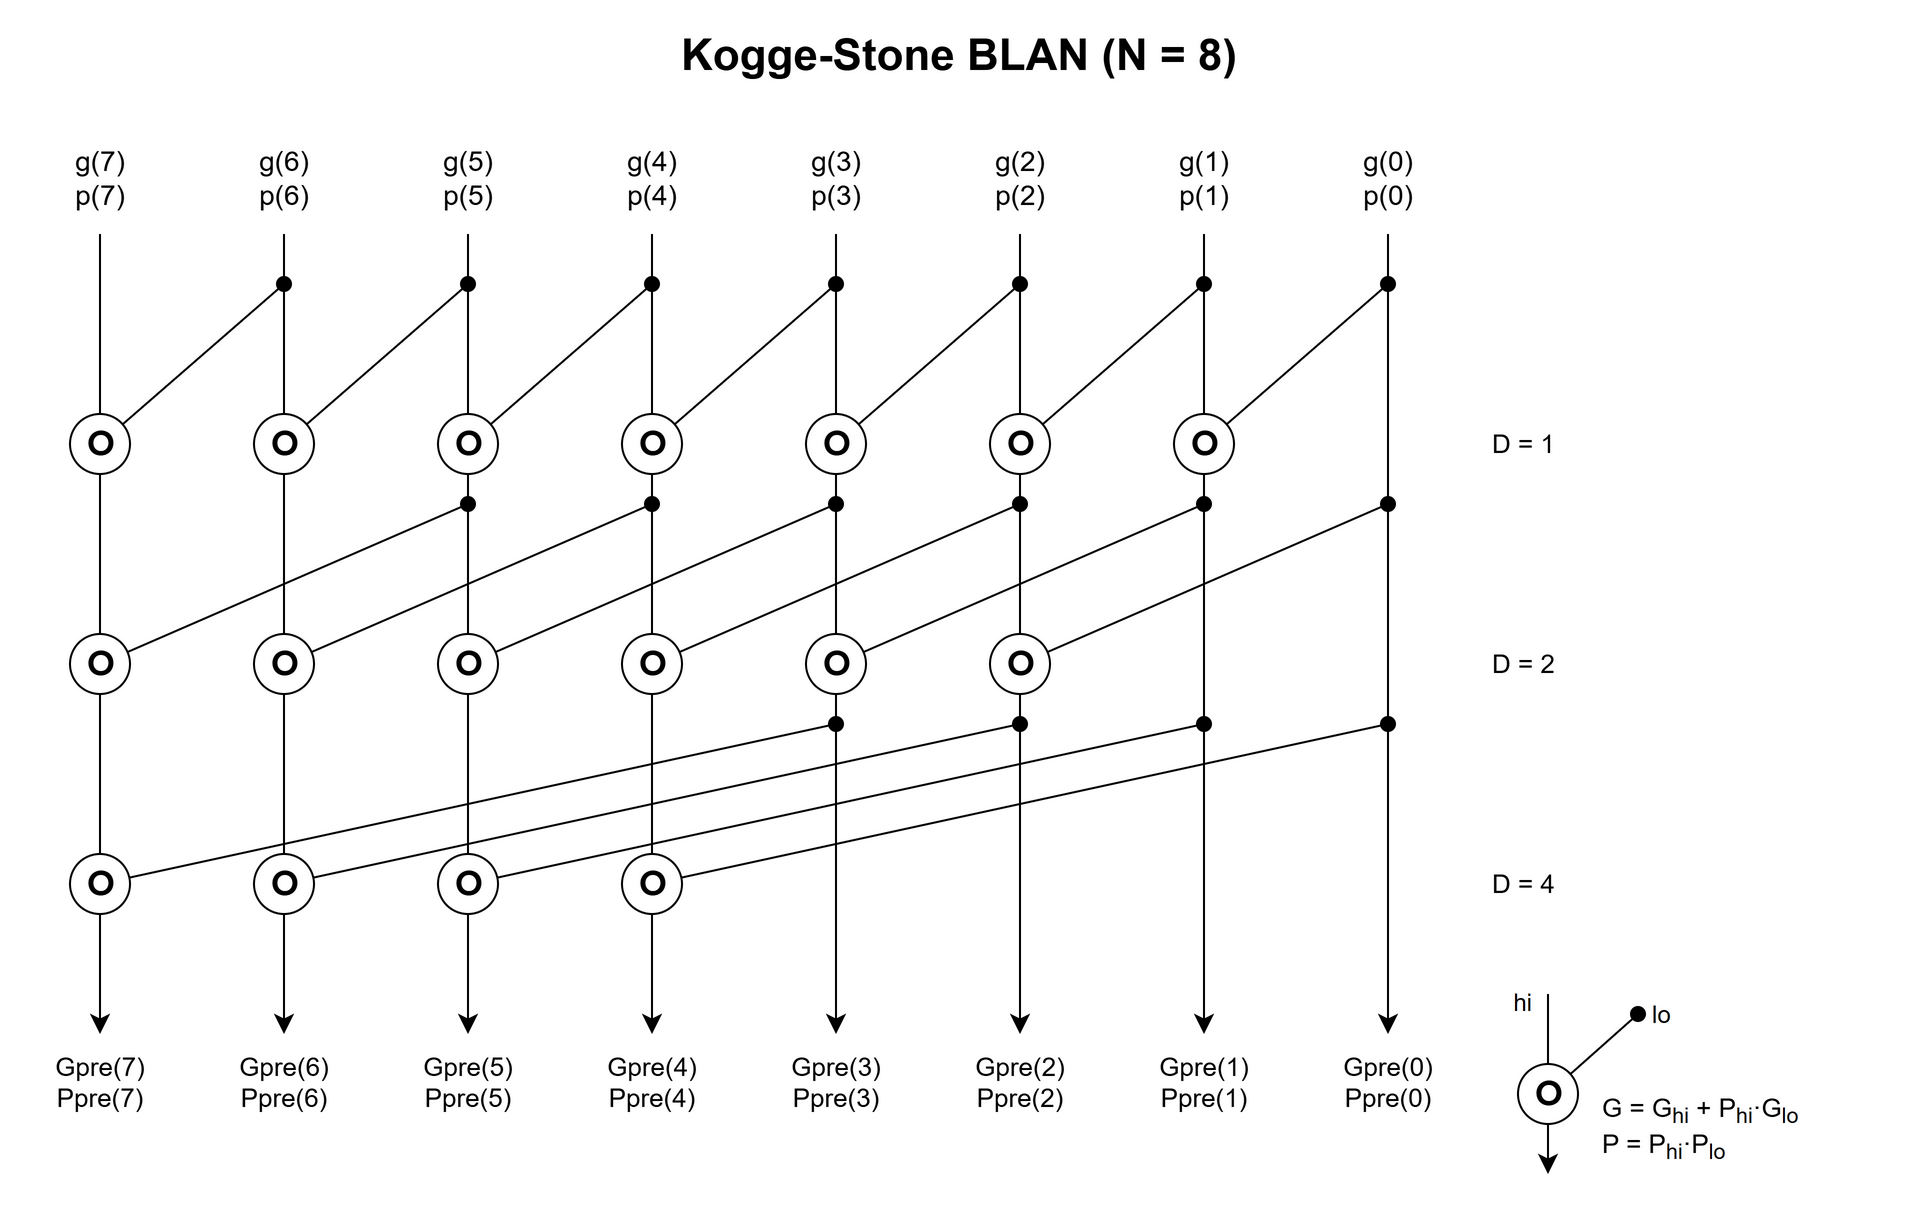 Kogge-Stone BLAN (N = 8)
g(7) g(6) g(5) g(4) g(3) g(2) g(1) g(0)
p(7) p(6) p(5) p(4) p(3) p(2) p(1) p(0)
D = 1
D = 2
D = 4
hi
lo
Gpre(7) Gpre(6) Gpre(5) Gpre(4) Gpre(3) Gpre(2) Gpre(1) Gpre(0)
Ppre(7) Ppre(6) Ppre(5) Ppre(4) Ppre(3) Ppre(2) Ppre(1) Ppre(0)
G = Ghi + Phi·Glo
P = Phi·Plo